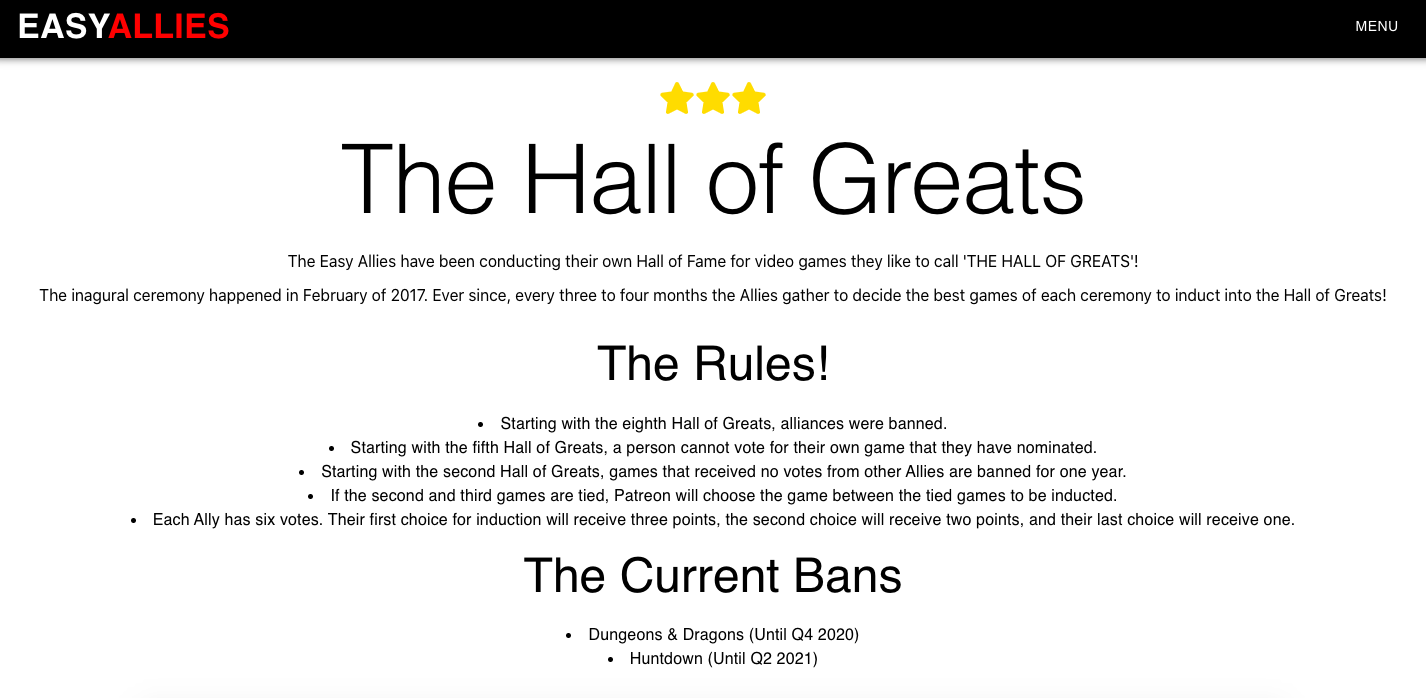 EASYALLIES MENU
The Hall of Greats
The Easy Allies have been conducting their own Hall of Fame for video games they like to call 'THE HALL OF GREATS'!
The inagural ceremony happened in February of 2017. Ever since, every three to four months the Allies gather to decide the best games of each ceremony to induct into the Hall of Greats!
The Rules!
• Starting with the eighth Hall of Greats, alliances were banned.
• Starting with the fifth Hall of Greats, a person cannot vote for their own game that they have nominated.
• Starting with the second Hall of Greats, games that received no votes from other Allies are banned for one year.
• If the second and third games are tied, Patreon will choose the game between the tied games to be inducted.
• Each Ally has six votes. Their first choice for induction will receive three points, the second choice will receive two points, and their last choice will receive one.
The Current Bans
• Dungeons & Dragons (Until Q4 2020)
• Huntdown (Until Q2 2021)